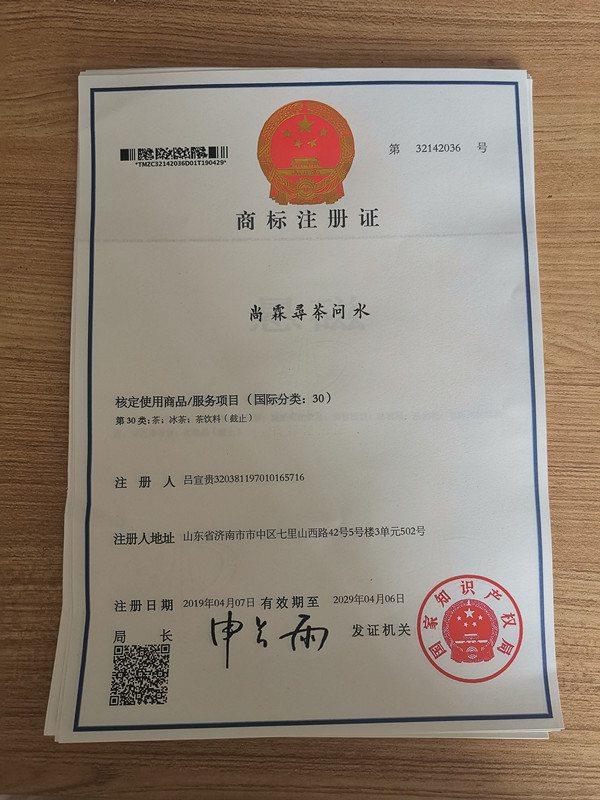 *TMZC32142036D01T190429*
第 32142036 号
商标注册证
尚霖尋茶问水
核定使用商品/服务项目（国际分类：30）
第30类：茶；冰茶；茶饮料（截止）
注 册 人 吕宣贵320381197010165716
注册人地址 山东省济南市市中区七里山西路42号5号楼3单元502号
注册日期 2019年04月07日 有效期至 2029年04月06日
局 长 申长雨 发证机关
国家知识产权局